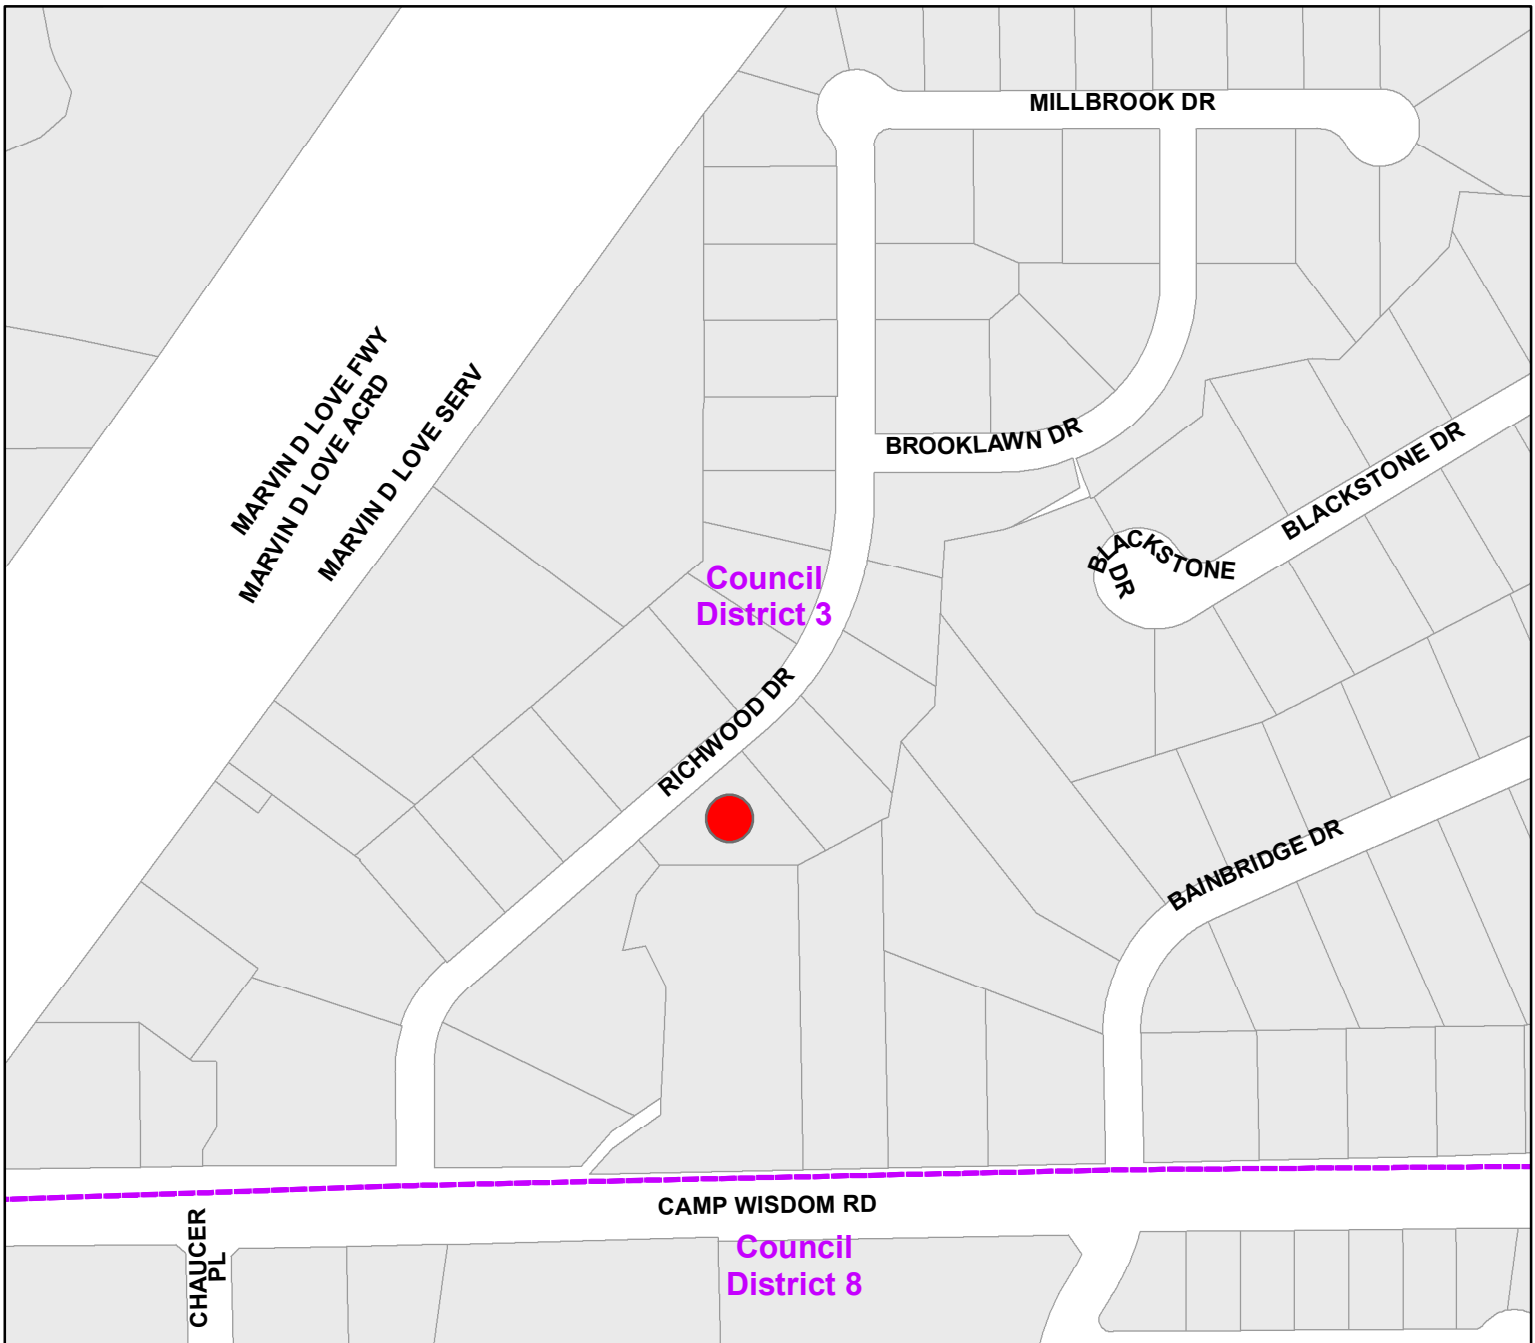 MILLBROOK DR
MARVIN D LOVE FWY
MARVIN D LOVE ACRD
MARVIN D LOVE SERV
BROOKLAWN DR
BLACKSTONE DR
BLACKSTONE
DR
Council
District 3
RICHWOOD DR
BAINBRIDGE DR
CAMP WISDOM RD
CHAUCER
PL
Council
District 8